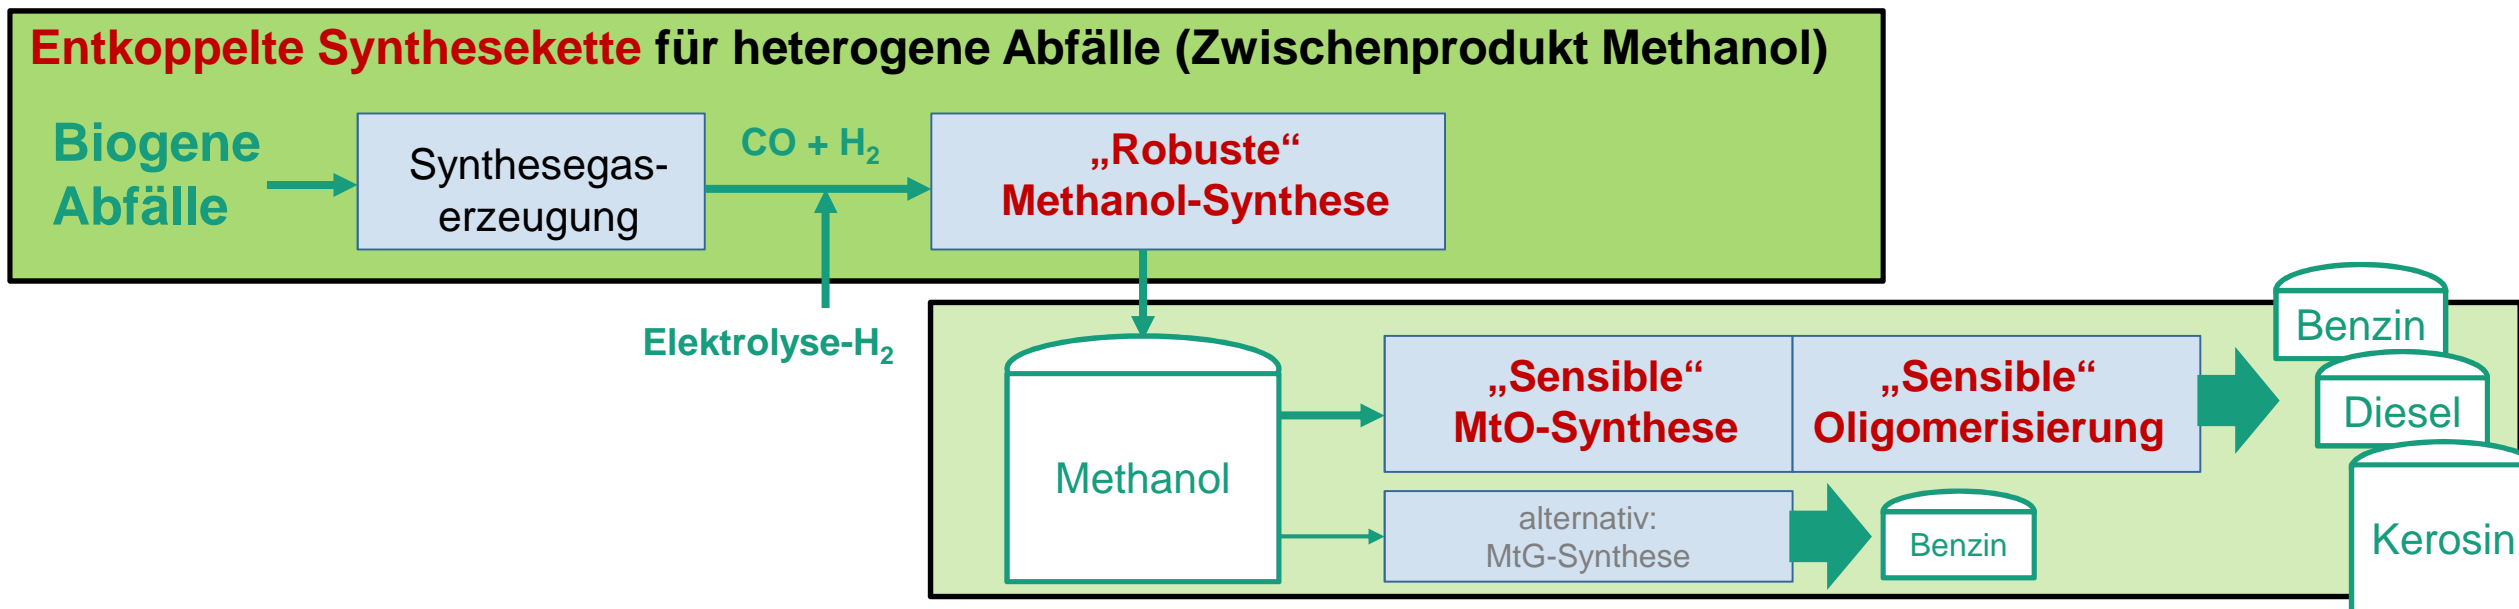 Entkoppelte Synthesekette für heterogene Abfälle (Zwischenprodukt Methanol)
Biogene
Abfälle
Synthesegas-
erzeugung
CO + H₂
„Robuste“
Methanol-Synthese
Elektrolyse-H₂
Methanol
„Sensible“
MtO-Synthese
„Sensible“
Oligomerisierung
Benzin
Diesel
Kerosin
alternativ:
MtG-Synthese
Benzin